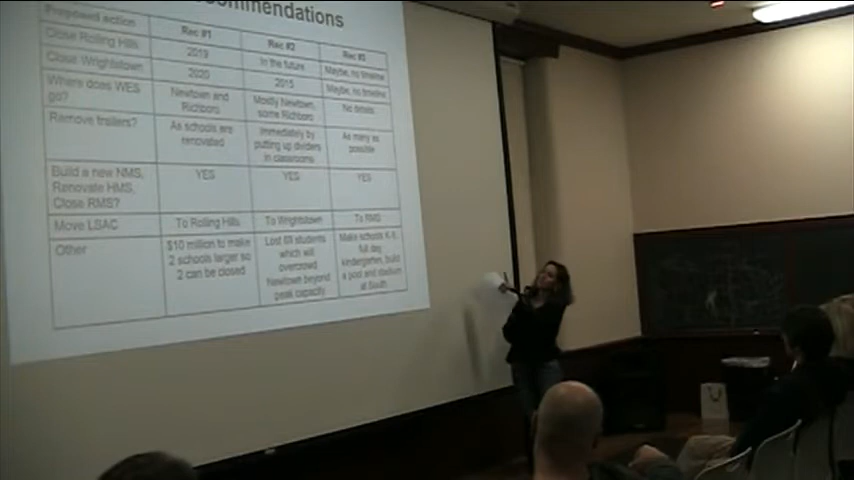 commendations
Proposed action
Rec #1
Rec #2
Rec #3
Close Rolling Hills
2019
In the future
Maybe, no timeline
Close Wrightstown
2020
2015
Maybe, no timeline
Where does WES
go?
Newtown and
Richboro
Mostly Newtown,
some Richboro
No details
Remove trailers?
As schools are
renovated
Immediately by
putting up dividers
in classrooms
As many as
possible
Build a new NMS,
Renovate HMS,
Close RMS?
YES
YES
YES
Move LSAC
To Rolling Hills
To Wrightstown
To RMS
Other
$10 million to make
2 schools larger so
2 can be closed
students
which will
overcrowd
Newtown beyond
peak capacity
Make schools K-6,
full day
kindergarten, build
a pool and stadium
at South